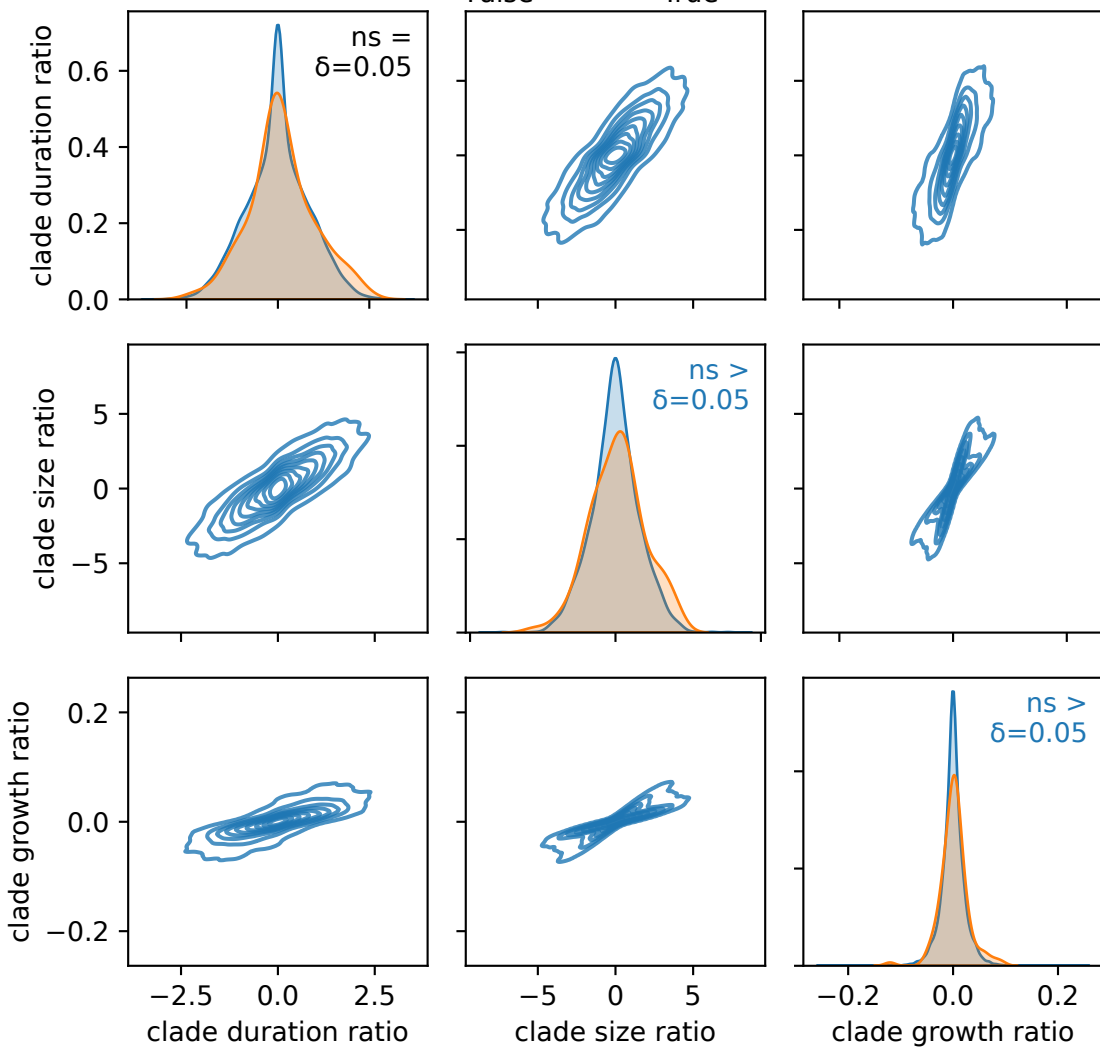 clade duration ratio
0.6
0.4
0.2
0.0
ns =
δ=0.05
clade size ratio
5
0
−5
ns >
δ=0.05
clade growth ratio
0.2
0.0
−0.2
ns >
δ=0.05
−2.5 0.0 2.5
−5 0 5
−0.2 0.0 0.2
clade duration ratio
clade size ratio
clade growth ratio